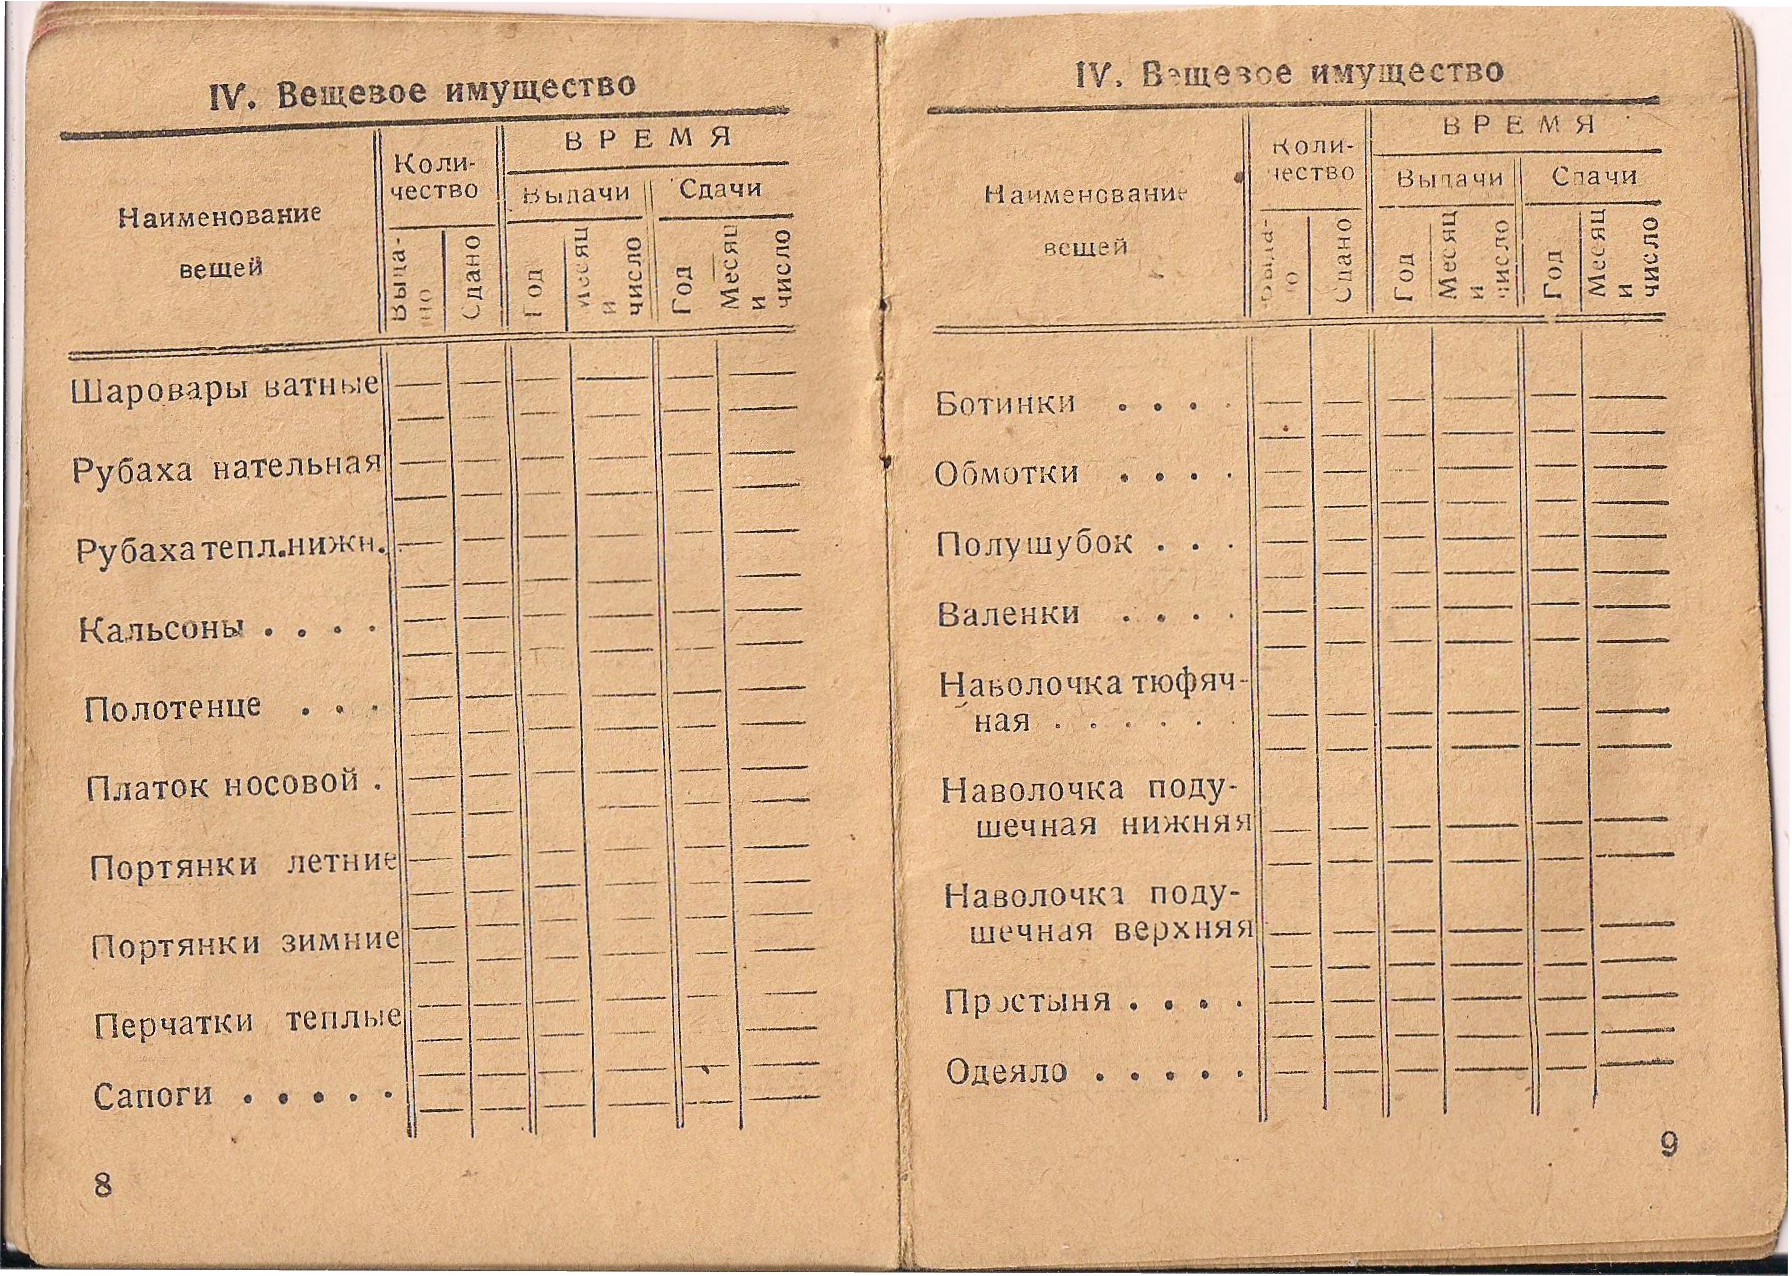 IV. Вещевое имущество
Наименование
вещей
Коли-
чество
ВРЕМЯ
Выдачи
Сдачи
Выда-
но
Сдано
Год
Месяц
и
число
Год
Месяц
и
число
Шаровары ватные
Рубаха нательная
Рубаха тепл. нижн.
Кальсоны . . . .
Полотенце . . .
Платок носовой .
Портянки летние
Портянки зимние
Перчатки теплые
Сапоги . . . . .
8
IV. Вещевое имущество
Наименование
вещей
Коли-
чество
ВРЕМЯ
Выдачи
Сдачи
Выда-
но
Сдано
Год
Месяц
и
число
Год
Месяц
и
число
Ботинки . . . .
Обмотки . . . .
Полушубок . . .
Валенки . . . .
Наволочка тюфяч-
ная . . . . . .
Наволочка поду-
шечная нижняя
Наволочка поду-
шечная верхняя
Простыня . . . .
Одеяло . . . . .
9